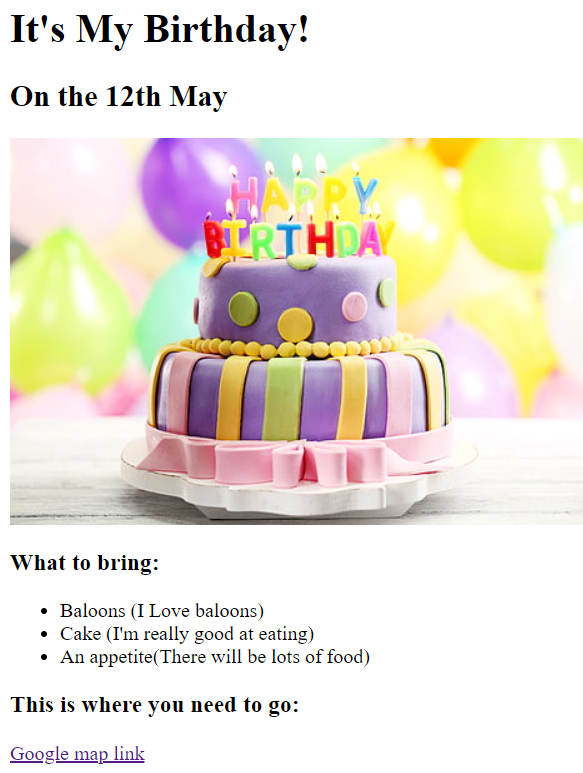 It's My Birthday!
On the 12th May
HAPPY
BIRTHDAY
What to bring:
Baloons (I Love baloons)
Cake (I'm really good at eating)
An appetite(There will be lots of food)
This is where you need to go:
Google map link